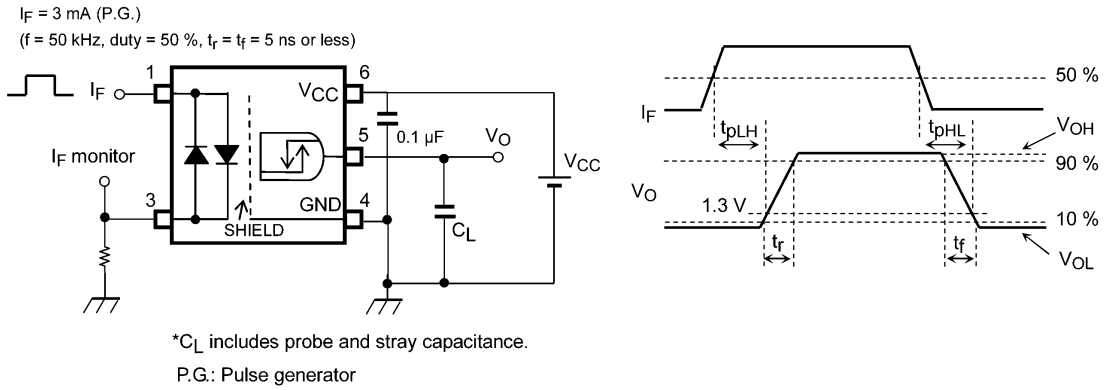 IF = 3 mA (P.G.)
(f = 50 kHz, duty = 50 %, tr = tf = 5 ns or less)
1
6
IF
VCC
IF monitor
5
0.1 µF
VO
VCC
3
GND
4
SHIELD
CL
*CL includes probe and stray capacitance.
P.G.: Pulse generator
50 %
IF
tpLH
tpHL
VOH
90 %
VO
1.3 V
10 %
tr
tf
VOL